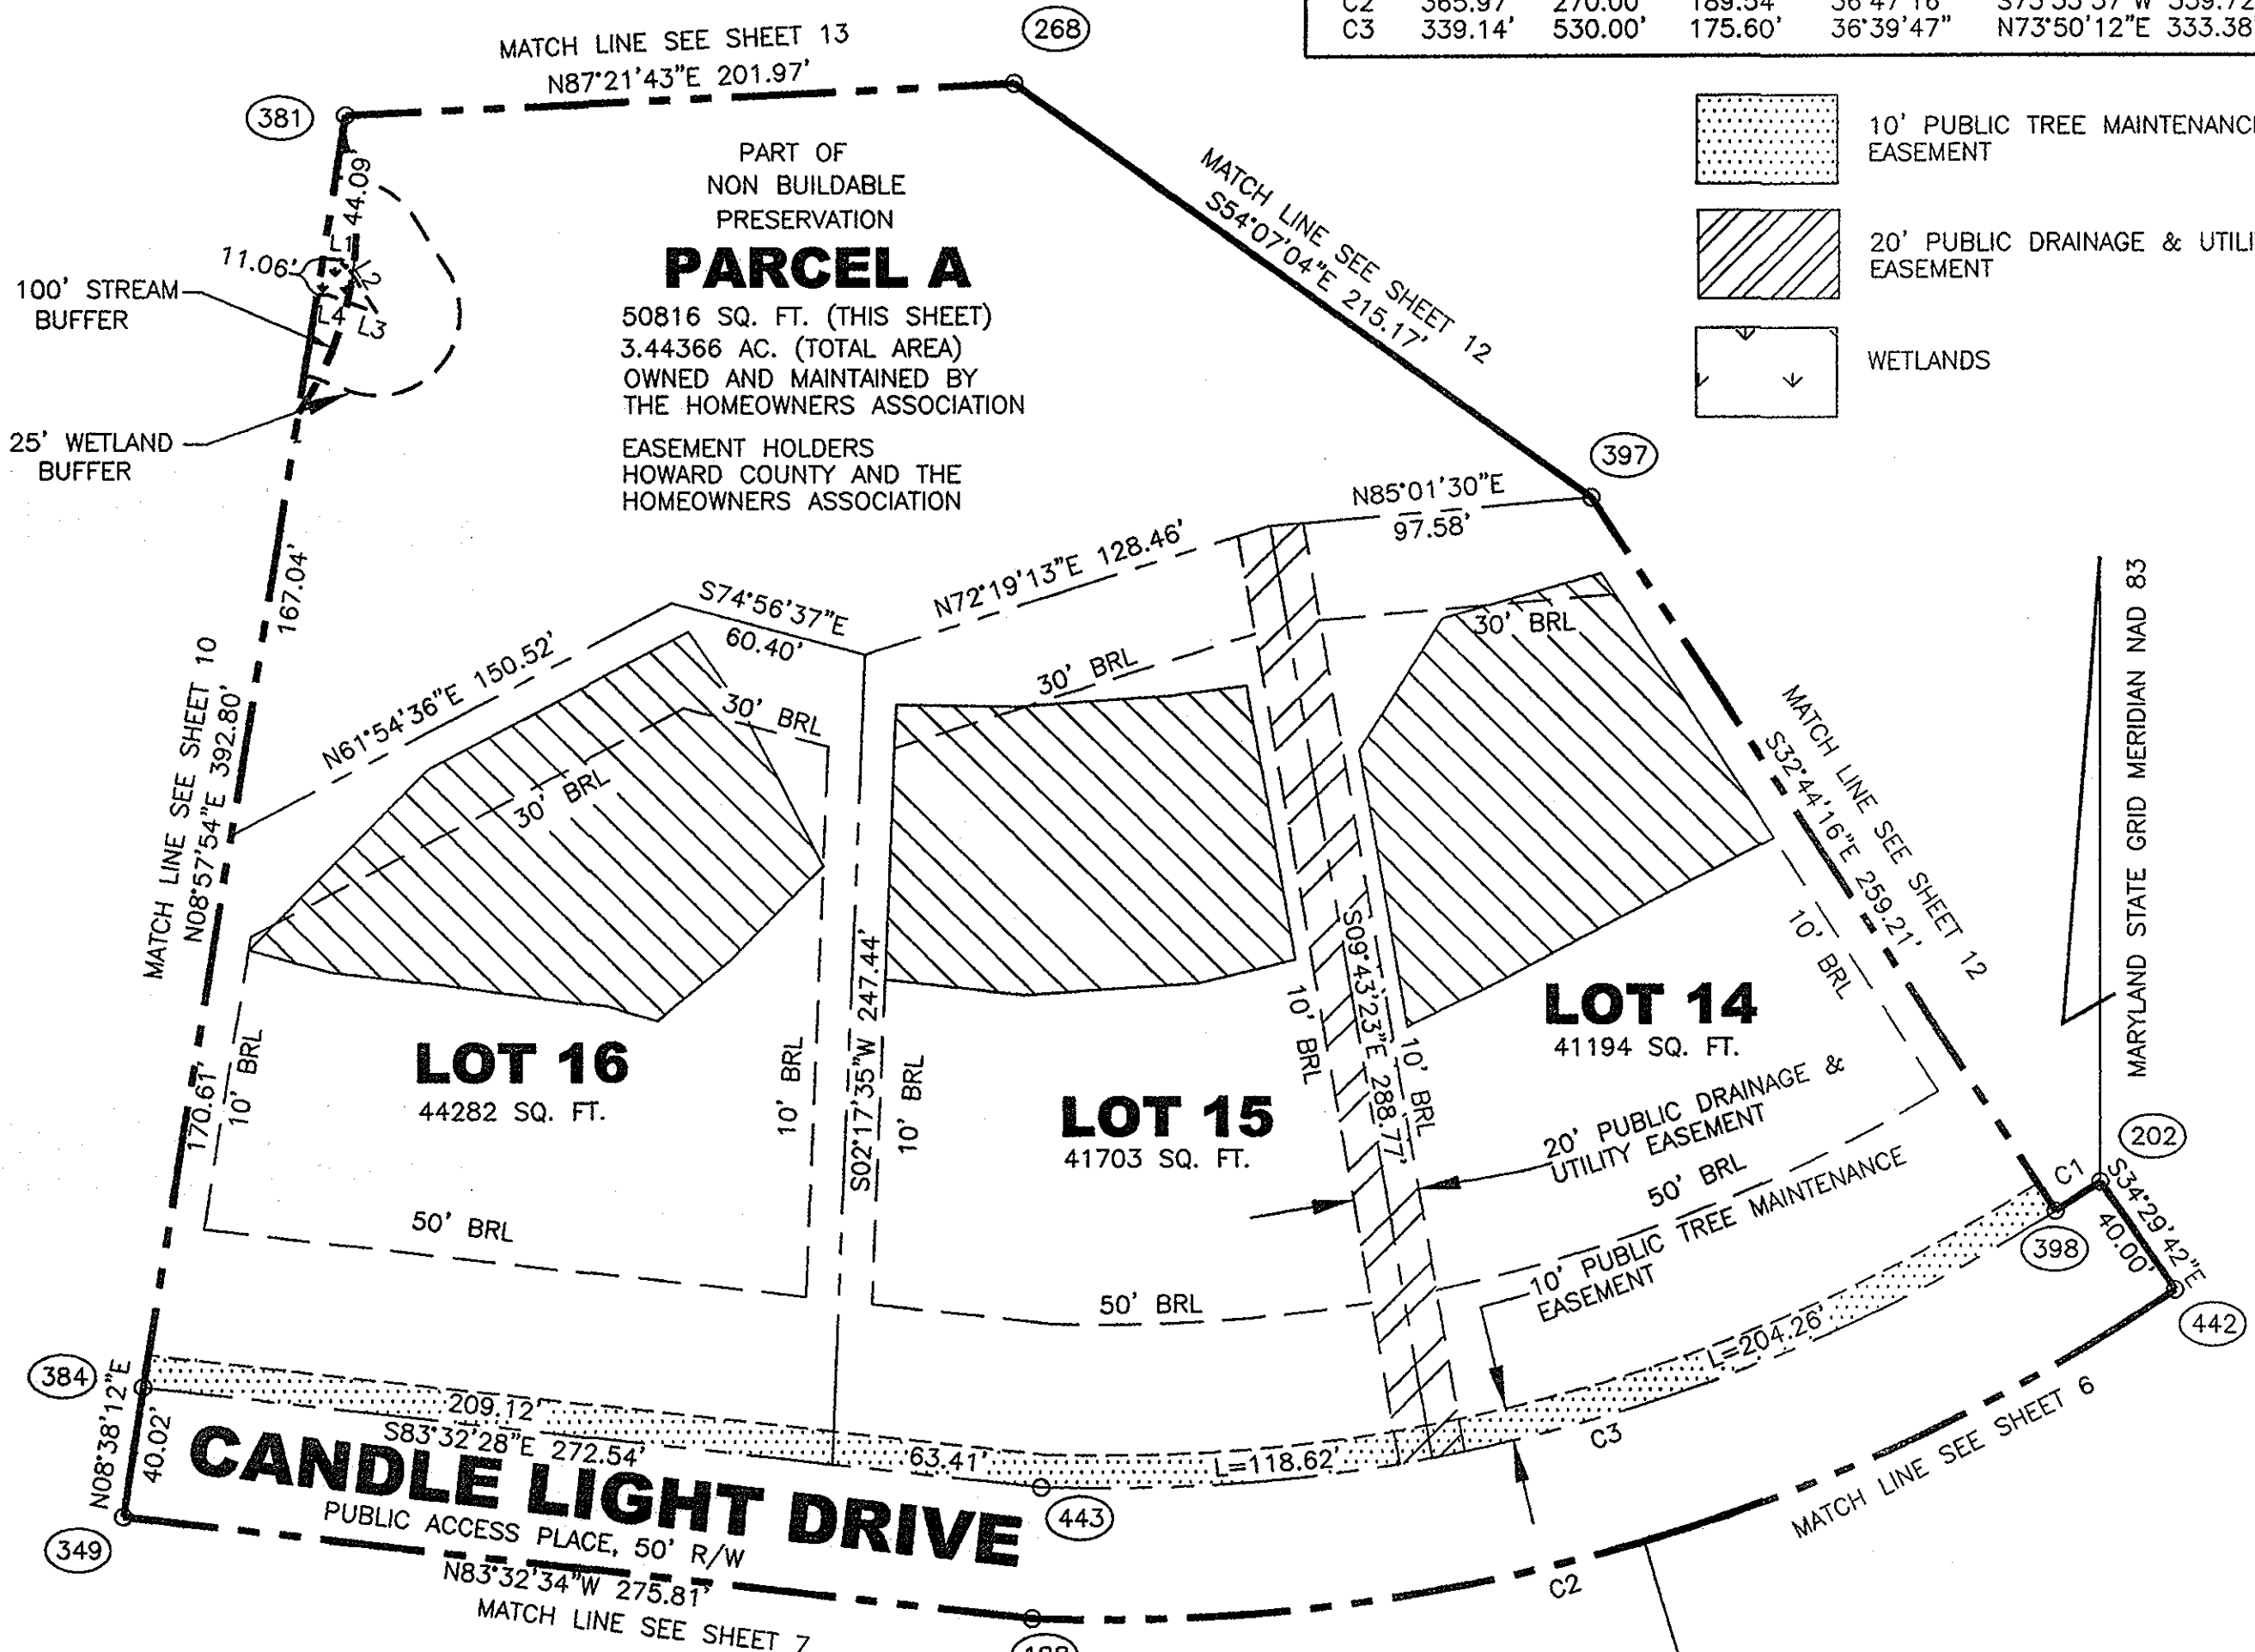 C2 365.97' 270.00' 189.54' 36°47'16"
C3 339.14' 530.00' 175.60' 36°39'47" N73°50'12"E 333.38'
MATCH LINE SEE SHEET 13
N87°21'43"E 201.97'
268
381
10' PUBLIC TREE MAINTENANCE
EASEMENT
20' PUBLIC DRAINAGE &
EASEMENT
WETLANDS
PART OF
NON BUILDABLE
PRESERVATION
PARCEL A
50816 SQ. FT. (THIS SHEET)
3.44366 AC. (TOTAL AREA)
OWNED AND MAINTAINED BY
THE HOMEOWNERS ASSOCIATION
EASEMENT HOLDERS
HOWARD COUNTY AND THE
HOMEOWNERS ASSOCIATION
44.09'
L1
L2
11.06'
L4
L3
100' STREAM
BUFFER
25' WETLAND
BUFFER
MATCH LINE SEE SHEET 12
S54°07'04"E 215.17'
397
N85°01'30"E
97.58'
N72°19'13"E 128.46'
S74°56'37"E
60.40'
N61°54'36"E 150.52'
167.04'
MATCH LINE SEE SHEET 10
N08°57'54"E 392.80'
30' BRL
30' BRL
30' BRL
30' BRL
MATCH LINE SEE SHEET 12
S32°44'16"E 259.21'
MARYLAND STATE GRID MERIDIAN NAD 83
10' BRL
LOT 16
44282 SQ. FT.
170.61'
10' BRL
10' BRL
S02°17'35"W 247.44'
10' BRL
LOT 15
41703 SQ. FT.
10' BRL
S09°43'23"E 288.77'
10' BRL
LOT 14
41194 SQ. FT.
20' PUBLIC DRAINAGE &
UTILITY EASEMENT
50' BRL
10' PUBLIC TREE MAINTENANCE
EASEMENT
50' BRL
50' BRL
202
C1
S34°29'42"E
40.00'
398
442
384
N08°38'12"E
40.02'
209.12'
S83°32'28"E 272.54'
63.41'
L=118.62'
L=204.26'
C3
CANDLE LIGHT DRIVE
PUBLIC ACCESS PLACE, 50' R/W
443
349
N83°32'34"W 275.81'
MATCH LINE SEE SHEET 7
C2
MATCH LINE SEE SHEET 6